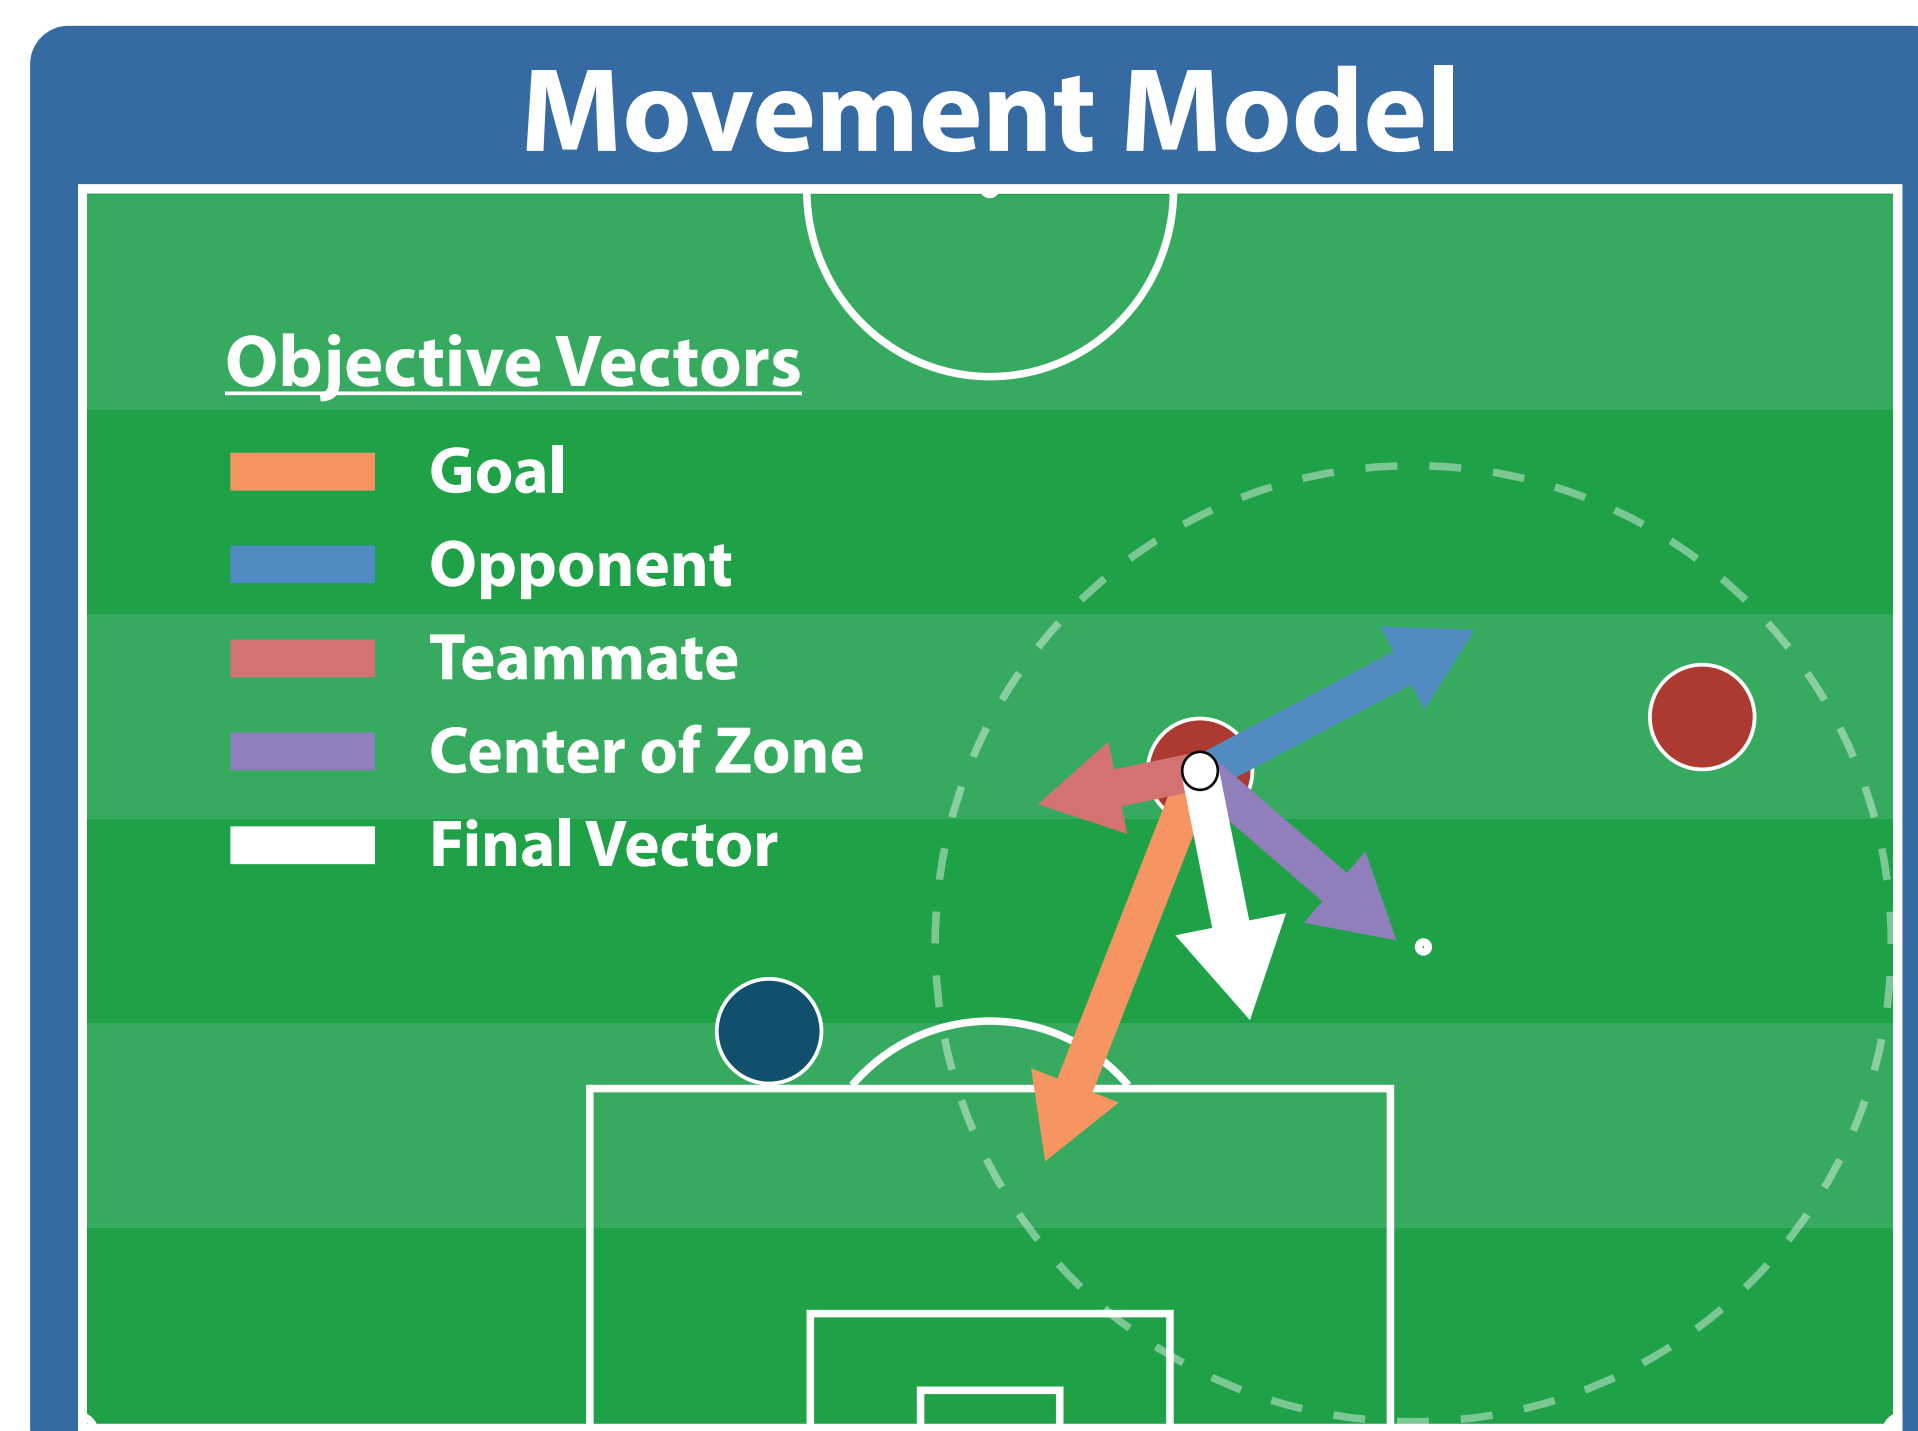 Movement Model
Objective Vectors
Goal
Opponent
Teammate
Center of Zone
Final Vector